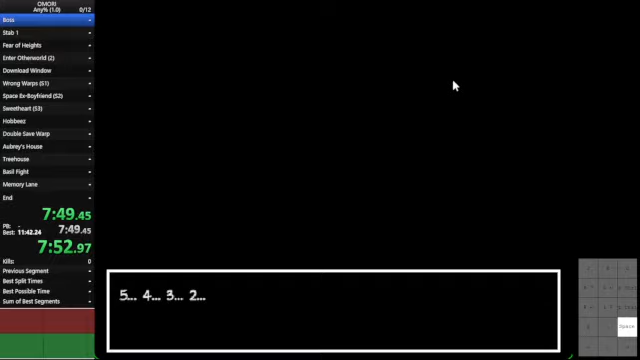 OMORI
Any% (1.0) 0/12
Boss -
Stab 1 -
Fear of Heights -
Enter Otherworld (2) -
Download Window -
Wrong Warps (51) -
Space Ex-Boyfriend (52) -
Sweetheart (53) -
Hobbeez -
Double Save Warp -
Aubrey's House -
Treehouse -
Basil Fight -
Memory Lane -
End -
7:49.45
PB: - 7:49.45
Best: 11:42.24
7:52.97
Kills: 0
Previous Segment -
Best Split Times -
Best Possible Time -
Sum of Best Segments -
5... 4... 3... 2...
Space